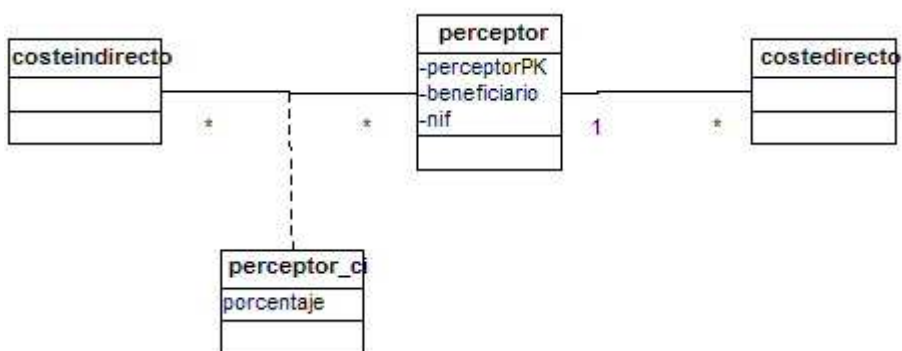 perceptor
-perceptorPK
-beneficiario
-nif
costeindirecto
costedirecto
*
*
1
*
perceptor_ci
porcentaje